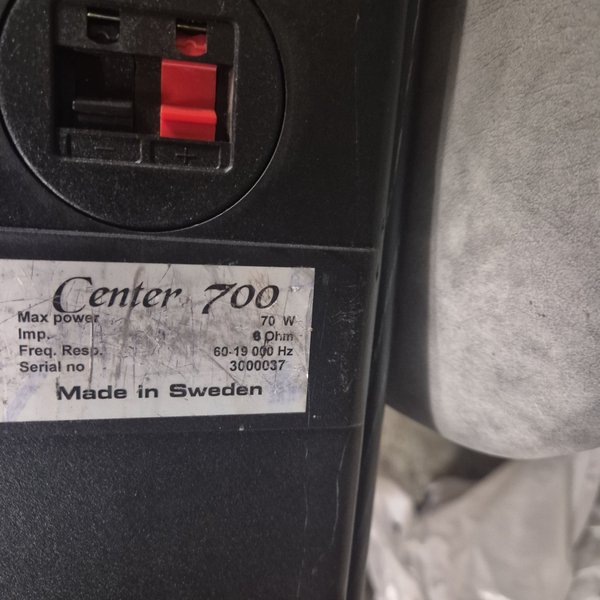 − +
Center 700
Max power 70 W
Imp. 8 Ohm
Freq. Resp. 60-19 000 Hz
Serial no 3000037
Made in Sweden